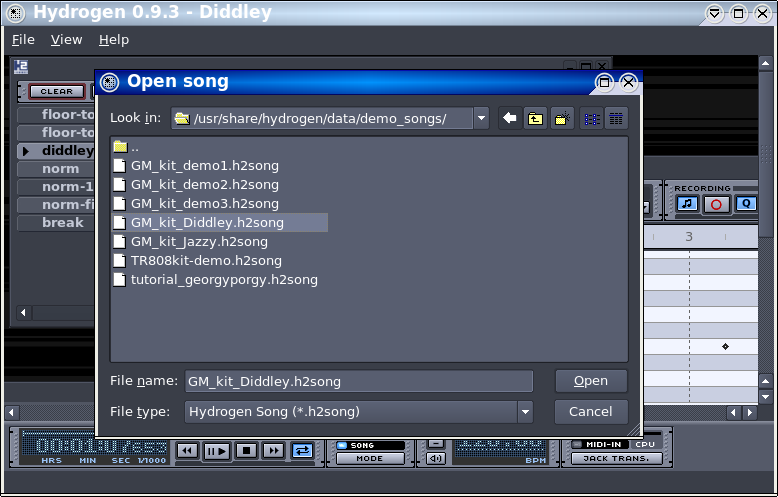 Hydrogen 0.9.3 - Diddley
File View Help
Open song
CLEAR
Look in: /usr/share/hydrogen/data/demo_songs/
floor-to
floor-to
diddley
norm
norm-1
norm-fi
break
..
GM_kit_demo1.h2song
GM_kit_demo2.h2song
GM_kit_demo3.h2song
GM_kit_Diddley.h2song
GM_kit_Jazzy.h2song
TR808kit-demo.h2song
tutorial_georgyporgy.h2song
RECORDING
Q
3
File name: GM_kit_Diddley.h2song
Open
File type: Hydrogen Song (*.h2song)
Cancel
HRS MIN SEC 1/1000
SONG
MODE
BPM
MIDI-IN CPU
JACK TRANS.